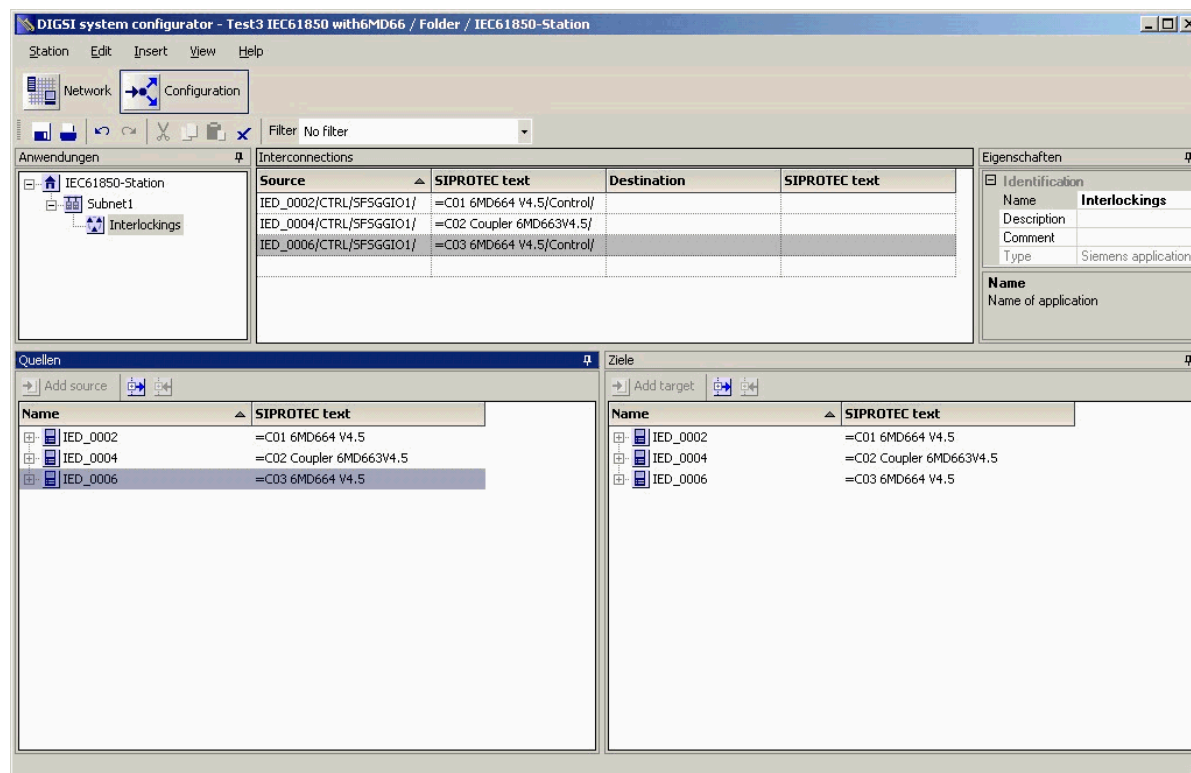 DIGSI system configurator - Test3 IEC61850 with6MD66 / Folder / IEC61850-Station
Station Edit Insert View Help
Network Configuration
Filter No filter
Anwendungen
IEC61850-Station
Subnet1
Interlockings
Interconnections
Source SIPROTEC text Destination SIPROTEC text
IED_0002/CTRL/SFSGGIO1/ =C01 6MD664 V4.5/Control/
IED_0004/CTRL/SFSGGIO1/ =C02 Coupler 6MD663V4.5/
IED_0006/CTRL/SFSGGIO1/ =C03 6MD664 V4.5/Control/
Eigenschaften
Identification
Name Interlockings
Description
Comment
Type Siemens application
Name
Name of application
Quellen
Add source
Name SIPROTEC text
IED_0002 =C01 6MD664 V4.5
IED_0004 =C02 Coupler 6MD663V4.5
IED_0006 =C03 6MD664 V4.5
Ziele
Add target
Name SIPROTEC text
IED_0002 =C01 6MD664 V4.5
IED_0004 =C02 Coupler 6MD663V4.5
IED_0006 =C03 6MD664 V4.5